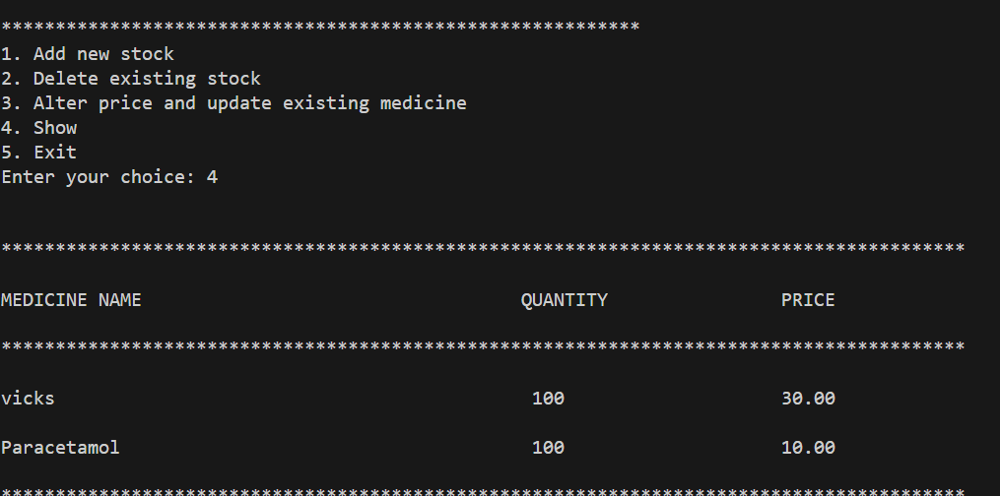 ***********************************************************
1. Add new stock
2. Delete existing stock
3. Alter price and update existing medicine
4. Show
5. Exit
Enter your choice: 4
*****************************************************************************************
MEDICINE NAME QUANTITY PRICE
*****************************************************************************************
vicks 100 30.00
Paracetamol 100 10.00
*****************************************************************************************